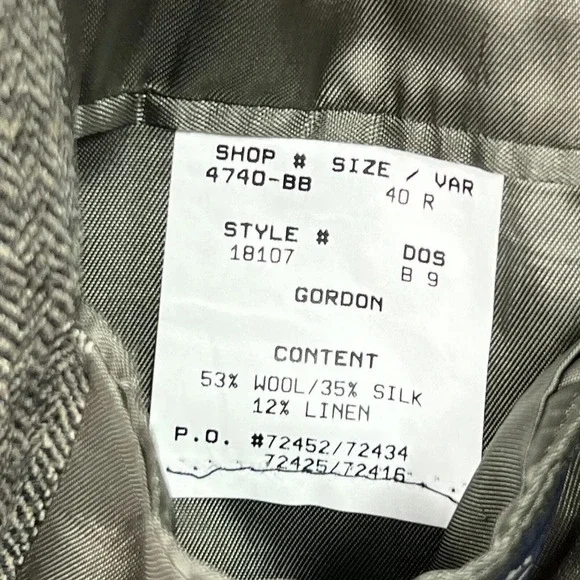 SHOP # SIZE / VAR
4740-BB 40 R
STYLE # DOS
18107 B 9
GORDON
CONTENT
53% WOOL/35% SILK
12% LINEN
P.O. #72452/72434
72425/72416